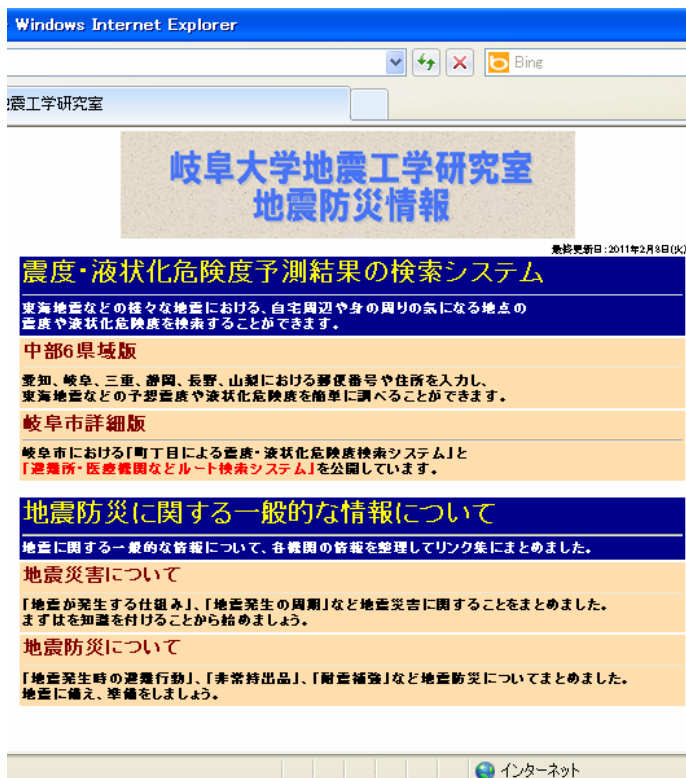 Windows Internet Explorer
Bing
震工学研究室
岐阜大学地震工学研究室
地震防災情報
最終更新日:2011年2月8日(火)
震度・液状化危険度予測結果の検索システム
東海地震などの様々な地震における、自宅周辺や身の周りの気になる地点の
震度や液状化危険度を検索することができます。
中部6県域版
愛知、岐阜、三重、静岡、長野、山梨における郵便番号や住所を入力し、
東海地震などの予想震度や液状化危険度を簡単に調べることができます。
岐阜市詳細版
岐阜市における「町丁目による震度・液状化危険度検索システム」と
「避難所・医療機関などルート検索システム」を公開しています。
地震防災に関する一般的な情報について
地震に関する一般的な情報について、各機関の情報を整理してリンク集にまとめました。
地震災害について
「地震が発生する仕組み」、「地震発生の周期」など地震災害に関することをまとめました。
まずはを知識を付けることから始めましょう。
地震防災について
「地震発生時の避難行動」、「非常持出品」、「耐震補強」など地震防災についてまとめました。
地震に備え、準備をしましょう。
インターネット